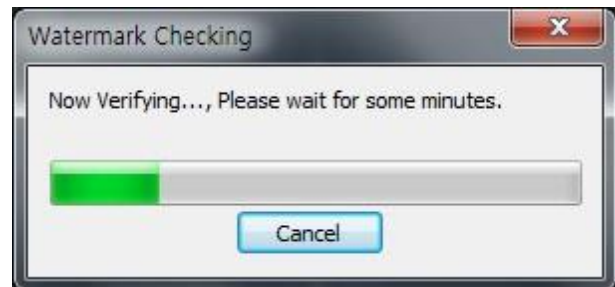 Watermark Checking
Now Verifying..., Please wait for some minutes.
Cancel